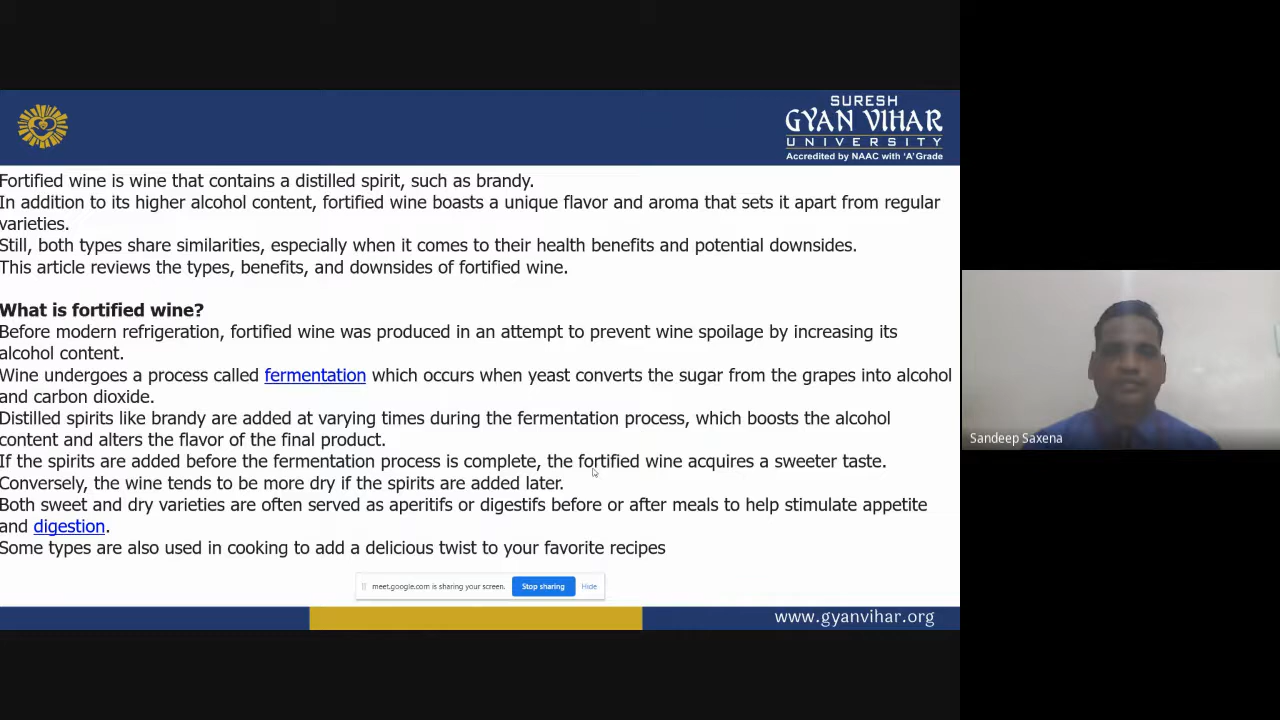 SURESH
GYAN VIHAR
UNIVERSITY
Accredited by NAAC with 'A' Grade
Fortified wine is wine that contains a distilled spirit, such as brandy.
In addition to its higher alcohol content, fortified wine boasts a unique flavor and aroma that sets it apart from regular
varieties.
Still, both types share similarities, especially when it comes to their health benefits and potential downsides.
This article reviews the types, benefits, and downsides of fortified wine.
What is fortified wine?
Before modern refrigeration, fortified wine was produced in an attempt to prevent wine spoilage by increasing its
alcohol content.
Wine undergoes a process called fermentation which occurs when yeast converts the sugar from the grapes into alcohol
and carbon dioxide.
Distilled spirits like brandy are added at varying times during the fermentation process, which boosts the alcohol
content and alters the flavor of the final product.
If the spirits are added before the fermentation process is complete, the fortified wine acquires a sweeter taste.
Conversely, the wine tends to be more dry if the spirits are added later.
Both sweet and dry varieties are often served as aperitifs or digestifs before or after meals to help stimulate appetite
and digestion.
Some types are also used in cooking to add a delicious twist to your favorite recipes
meet.google.com is sharing your screen. Stop sharing Hide
www.gyanvihar.org
Sandeep Saxena